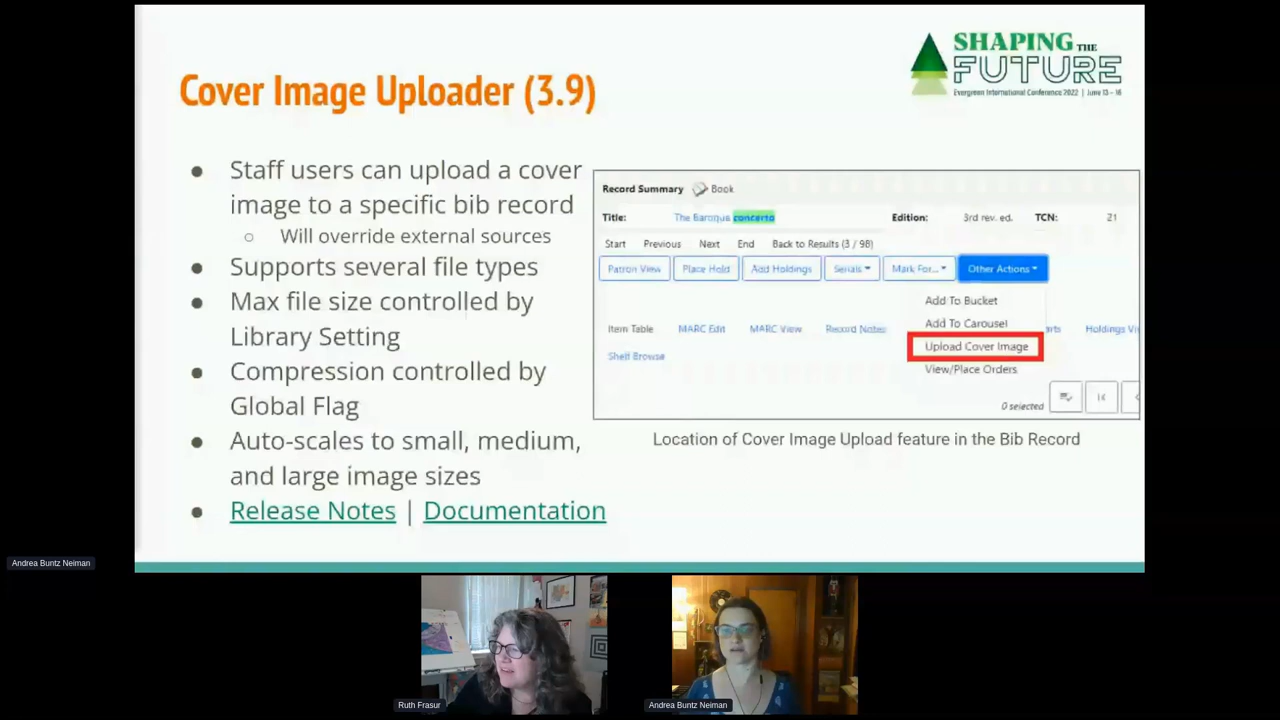 SHAPING THE
FUTURE
Evergreen International Conference 2022 | June 13 - 16
Cover Image Uploader (3.9)
● Staff users can upload a cover
image to a specific bib record
○ Will override external sources
● Supports several file types
● Max file size controlled by
Library Setting
● Compression controlled by
Global Flag
● Auto-scales to small, medium,
and large image sizes
● Release Notes | Documentation
Record Summary Book
Title: The Baroque concerto Edition: 3rd rev. ed. TCN: 21
Start Previous Next End Back to Results (3 / 98)
Patron View Place Hold Add Holdings Serials Mark For... Other Actions
Add To Bucket
Add To Carousel
Upload Cover Image
View/Place Orders
Item Table MARC Edit MARC View Record Notes Holdings Vi
Shelf Browse
0 selected
Location of Cover Image Upload feature in the Bib Record
Andrea Buntz Neiman
Ruth Frasur
Andrea Buntz Neiman